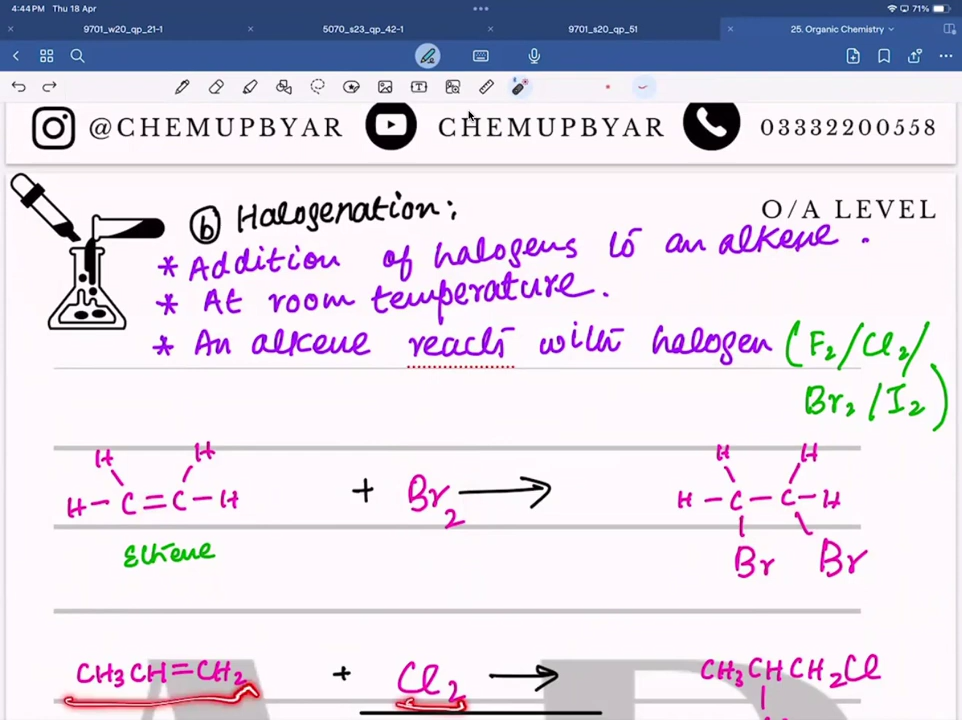 4:44 PM Thu 18 Apr
71%
9701_w20_qp_21-1
5070_s23_qp_42-1
9701_s20_qp_51
25. Organic Chemistry
@CHEMUPBYAR CHEMUPBYAR 03332200558
O/A LEVEL
(b) Halogenation:
* Addition of halogens to an alkene.
* At room temperature.
* An alkene reacts with halogen (F2/Cl2/
Br2/I2)
H H H H
H-C=C-H + Br2 → H-C-C-H
Ethene Br Br
CH3CH=CH2 + Cl2 → CH3CHCH2Cl